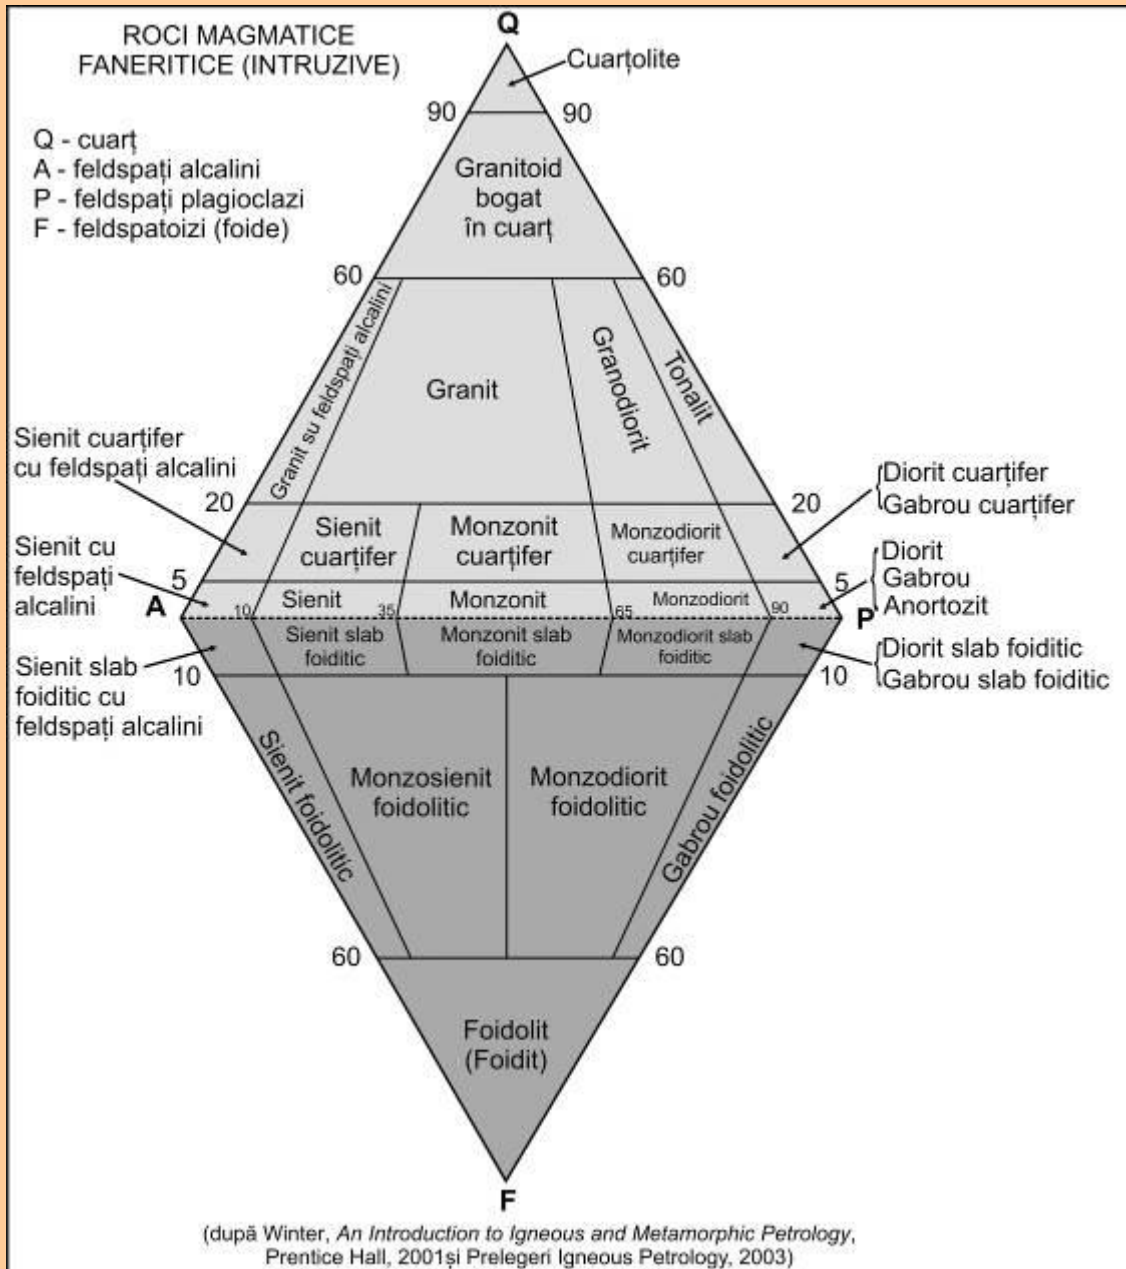 ROCI MAGMATICE
FANERITICE (INTRUZIVE)
Q - cuarț
A - feldspați alcalini
P - feldspați plagioclazi
F - feldspatoizi (foide)
Q
Cuarțolite
90
90
Granitoid
bogat
în cuarț
60
60
Granit su feldspați alcalini
Granit
Granodiorit
Tonalit
Sienit cuarțifer
cu feldspați alcalini
20
20
Diorit cuarțifer
Gabrou cuarțifer
Sienit
cuarțifer
Monzonit
cuarțifer
Monzodiorit
cuarțifer
Sienit cu
feldspați
alcalini
5
5
Diorit
Gabrou
Anortozit
A
10
Sienit
35
Monzonit
65
Monzodiorit
90
P
Sienit slab
foiditic
Monzonit slab
foiditic
Monzodiorit slab
foiditic
Sienit slab
foiditic cu
feldspați alcalini
10
10
Diorit slab foiditic
Gabrou slab foiditic
Sienit foidolitic
Monzosienit
foidolitic
Monzodiorit
foidolitic
Gabrou foidolitic
60
60
Foidolit
(Foidit)
F
(după Winter, An Introduction to Igneous and Metamorphic Petrology,
Prentice Hall, 2001și Prelegeri Igneous Petrology, 2003)